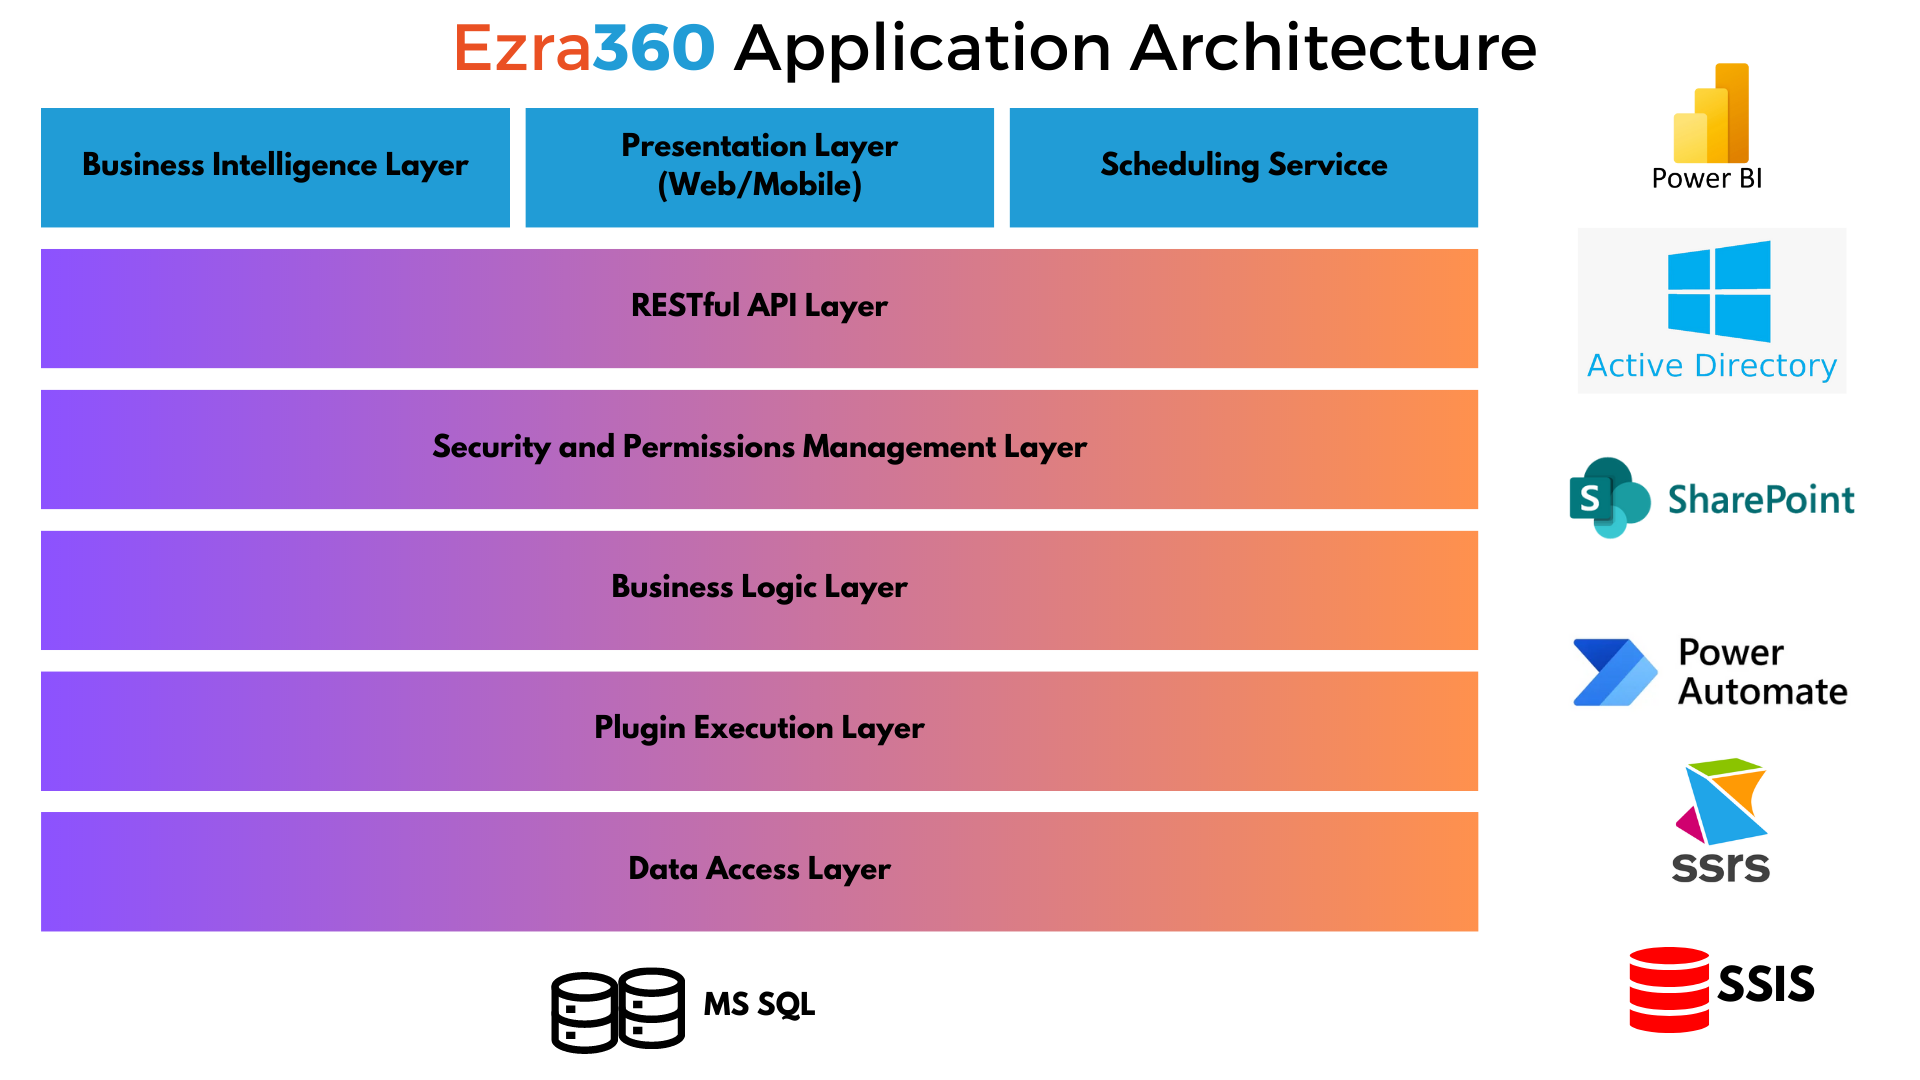 Ezra360 Application Architecture
Business Intelligence Layer
Presentation Layer
(Web/Mobile)
Scheduling Servicce
RESTful API Layer
Security and Permissions Management Layer
Business Logic Layer
Plugin Execution Layer
Data Access Layer
MS SQL
Power BI
Active Directory
S SharePoint
Power
Automate
ssrs
SSIS